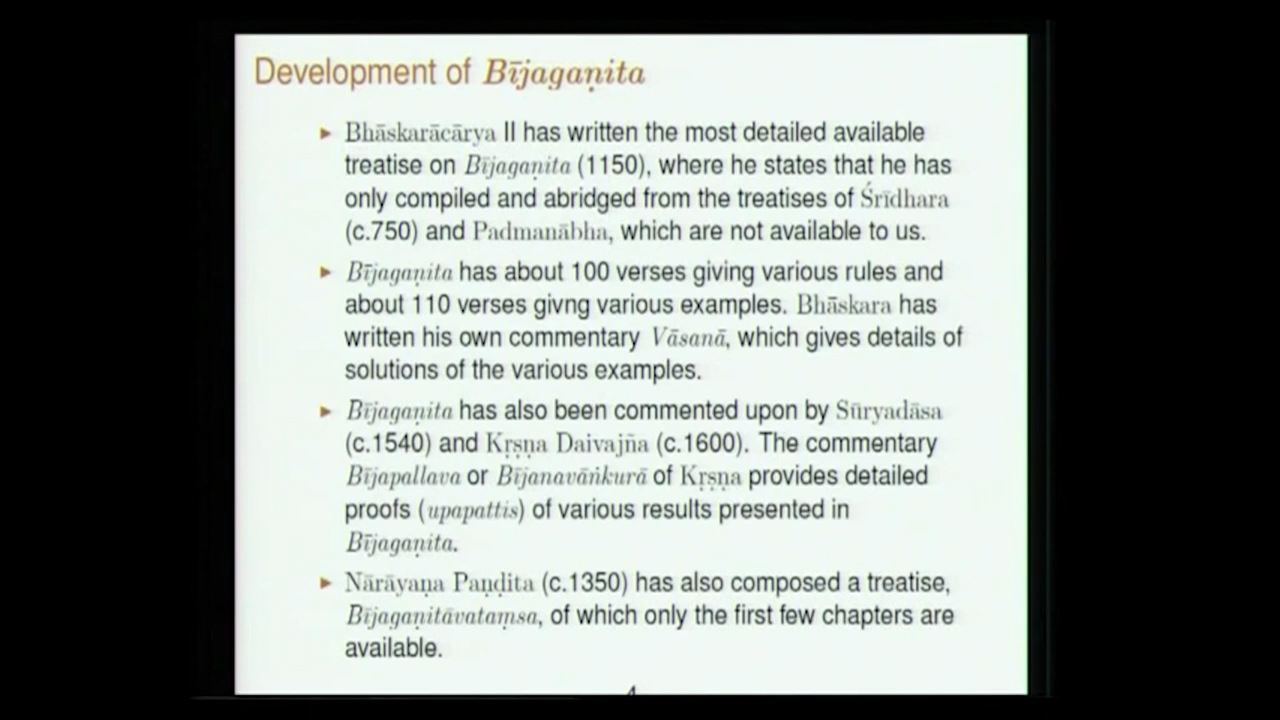 Development of Bījagaṇita
▸ Bhāskarācārya II has written the most detailed available
treatise on Bījagaṇita (1150), where he states that he has
only compiled and abridged from the treatises of Śrīdhara
(c.750) and Padmanābha, which are not available to us.
▸ Bījagaṇita has about 100 verses giving various rules and
about 110 verses givng various examples. Bhāskara has
written his own commentary Vāsanā, which gives details of
solutions of the various examples.
▸ Bījagaṇita has also been commented upon by Sūryadāsa
(c.1540) and Kṛṣṇa Daivajña (c.1600). The commentary
Bījapallava or Bījanavāṅkurā of Kṛṣṇa provides detailed
proofs (upapattis) of various results presented in
Bījagaṇita.
▸ Nārāyaṇa Paṇḍita (c.1350) has also composed a treatise,
Bījagaṇitāvataṃsa, of which only the first few chapters are
available.
4